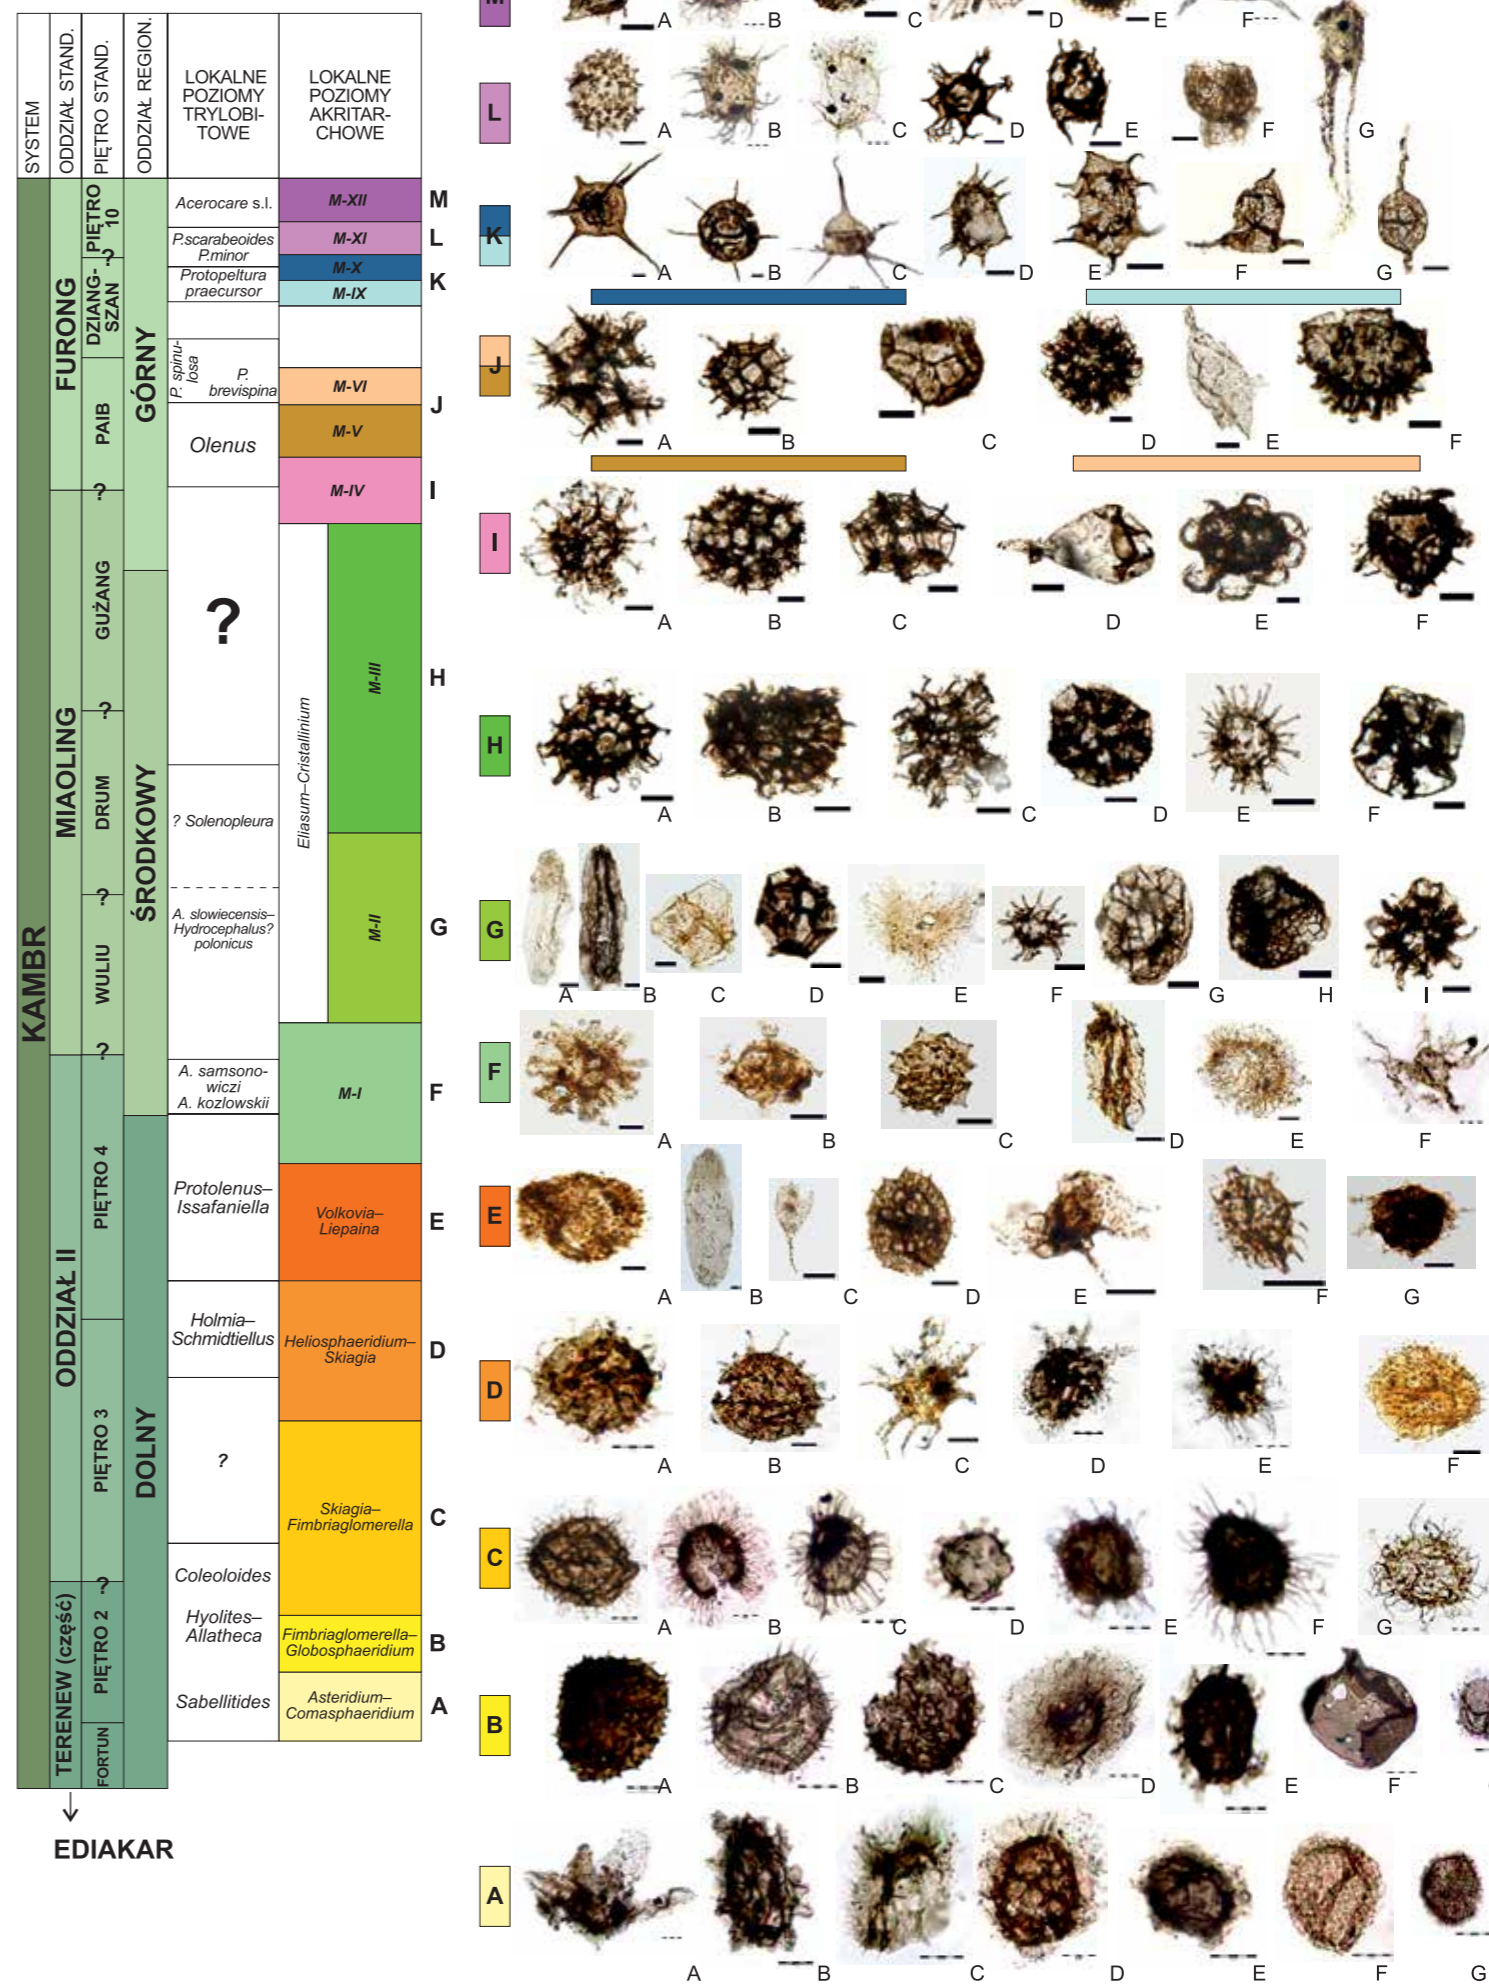 SYSTEM
ODDZIAŁ STAND.
PIĘTRO STAND.
ODDZIAŁ REGION.
LOKALNE
POZIOMY
TRYLOBI-
TOWE
LOKALNE
POZIOMY
AKRITAR-
CHOWE
KAMBR
FURONG
MIAOLING
ODDZIAŁ II
TERENEW (część)
PIĘTRO
10
?
DZIANG-
SZAN
PAIB
?
GUŻANG
?
DRUM
?
WULIU
?
PIĘTRO 4
PIĘTRO 3
?
PIĘTRO 2
FORTUN
GÓRNY
ŚRODKOWY
DOLNY
Acerocare s.l.
P.scarabeoides
P.minor
Protopeltura
praecursor
P. spinu-
losa
P.
brevispina
Olenus
?
? Solenopleura
A. slowiecensis–
Hydrocephalus?
polonicus
A. samsono-
wiczi
A. kozlowskii
Protolenus–
Issafaniella
Holmia–
Schmidtiellus
?
Coleoloides
Hyolites–
Allatheca
Sabellitides
M-XII
M-XI
M-X
M-IX
M-VI
M-V
M-IV
Eliasum–Cristallinium
M-III
M-II
M-I
Volkovia–
Liepaina
Heliosphaeridium–
Skiagia
Skiagia–
Fimbriaglomerella
Fimbriaglomerella–
Globosphaeridium
Asteridium–
Comasphaeridium
M
L
K
J
I
H
G
F
E
D
C
B
A
EDIAKAR
M
A B C D E F
L
A B C D E F G
K
A B C D E F G
J
A B C D E F
I
A B C D E F
H
A B C D E F
G
A B C D E F G H I
F
A B C D E F
E
A B C D E F G
D
A B C D E F
C
A B C D E F G
B
A B C D E F
A
A B C D E F G